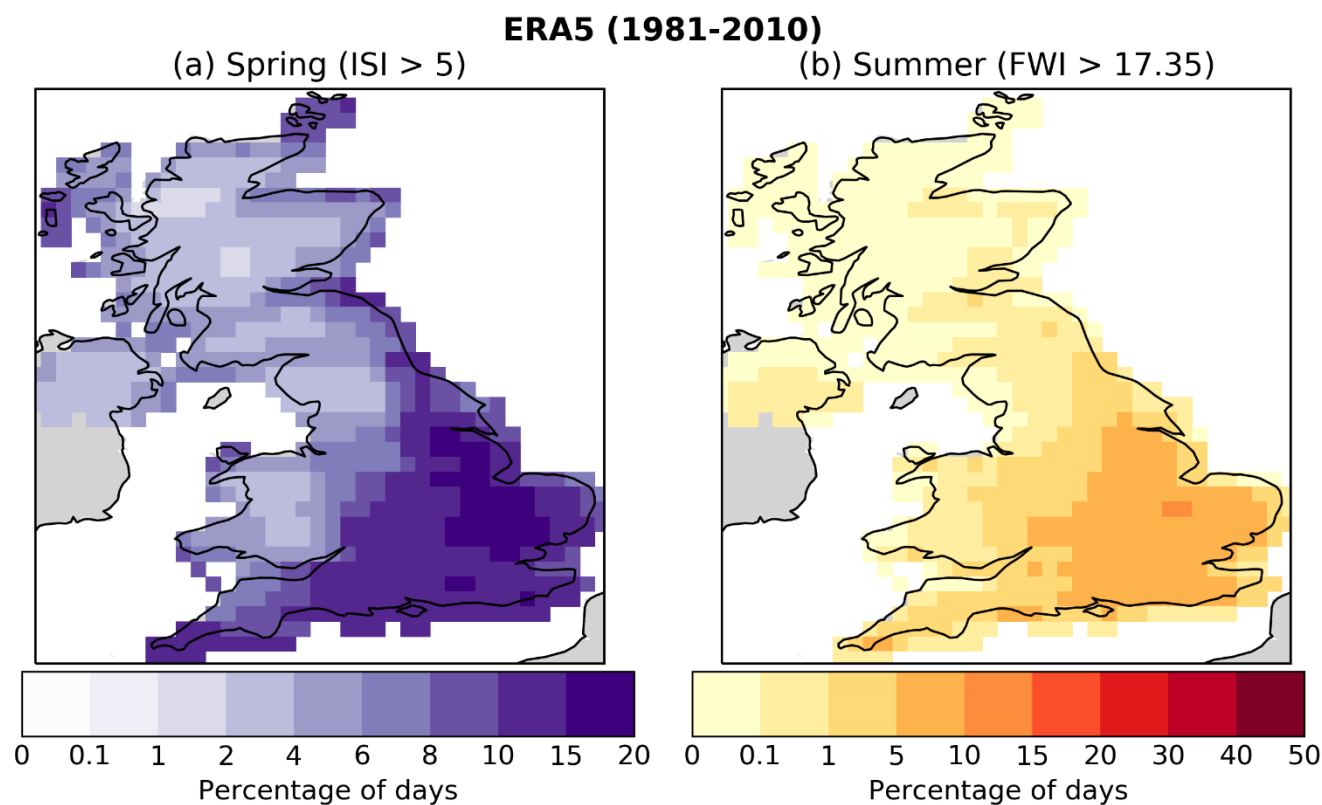 ERA5 (1981-2010)
(a) Spring (ISI > 5)
(b) Summer (FWI > 17.35)
0 0.1 1 2 4 6 8 10 15 20
Percentage of days
0 0.1 1 5 10 15 20 30 40 50
Percentage of days